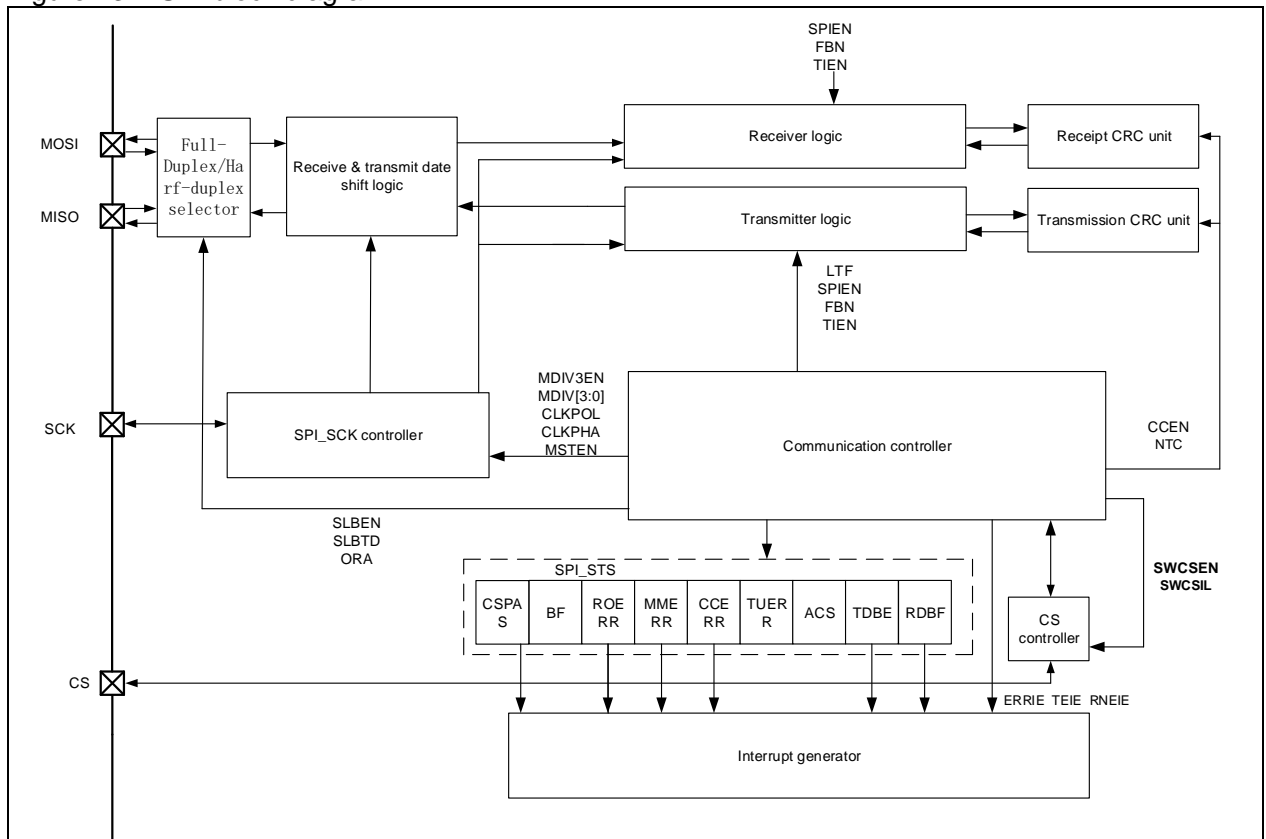 SPIEN
FBN
TIEN
MOSI
Full-
Duplex/Ha
rf-duplex
selector
Receive & transmit date
shift logic
Receiver logic
Receipt CRC unit
MISO
Transmitter logic
Transmission CRC unit
LTF
SPIEN
FBN
TIEN
MDIV3EN
MDIV[3:0]
CLKPOL
CLKPHA
MSTEN
SCK
SPI_SCK controller
Communication controller
CCEN
NTC
SLBEN
SLBTD
ORA
SPI_STS
CSPA
S
BF
ROE
RR
MME
RR
CCE
RR
TUER
R
ACS
TDBE
RDBF
SWCSEN
SWCSIL
CS
controller
CS
ERRIE TEIE RNEIE
Interrupt generator